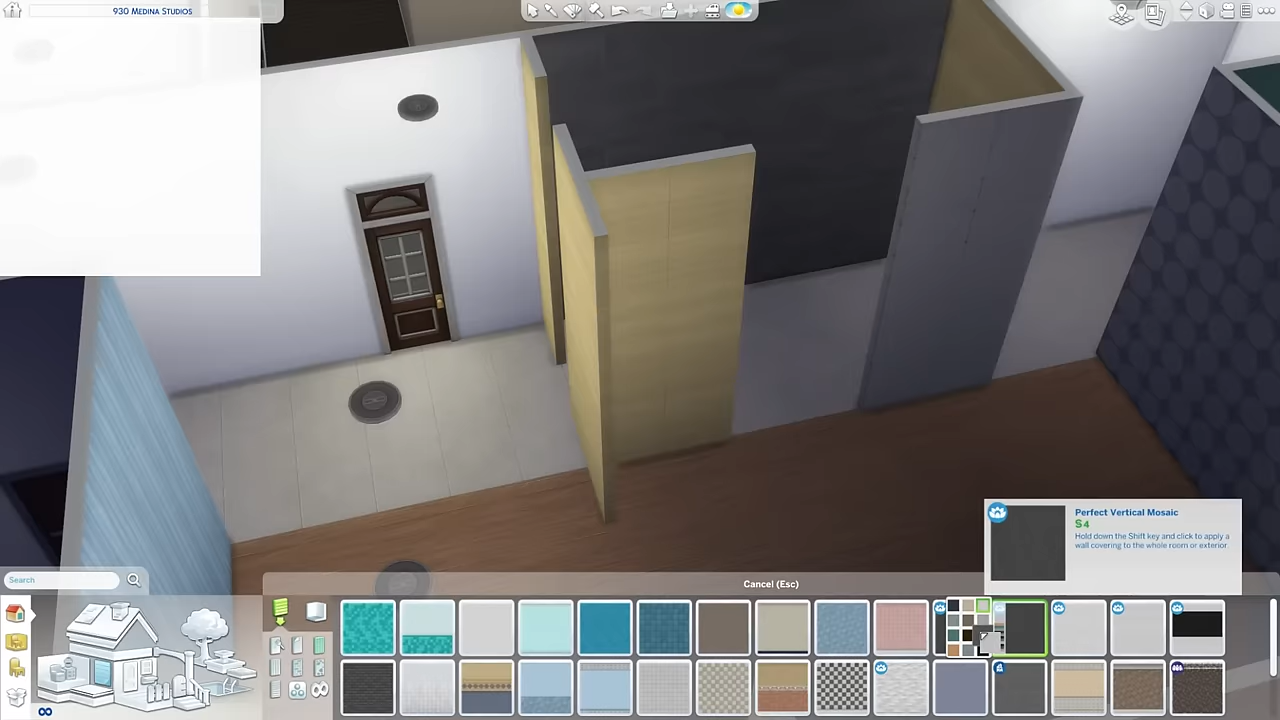 930 MEDINA STUDIOS
Perfect Vertical Mosaic
§4
Hold down the Shift key and click to apply a
wall covering to the whole room or exterior.
Search
Cancel (Esc)